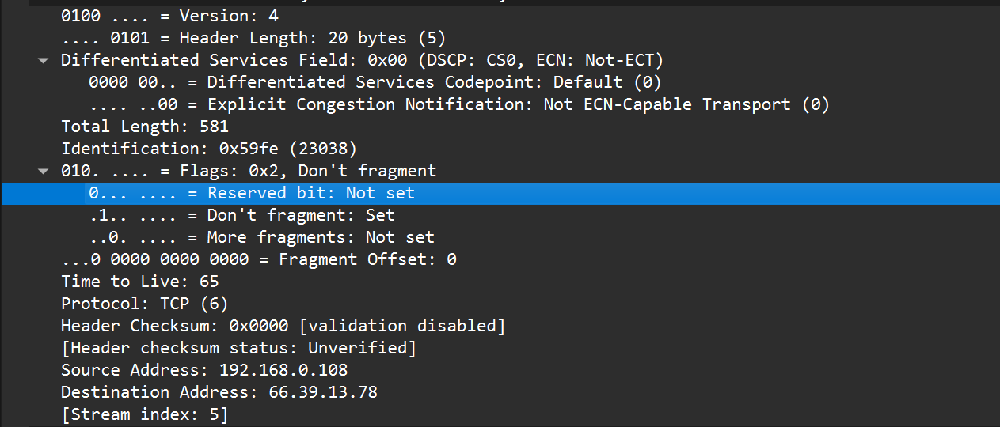 0100 .... = Version: 4
.... 0101 = Header Length: 20 bytes (5)
Differentiated Services Field: 0x00 (DSCP: CS0, ECN: Not-ECT)
0000 00.. = Differentiated Services Codepoint: Default (0)
.... ..00 = Explicit Congestion Notification: Not ECN-Capable Transport (0)
Total Length: 581
Identification: 0x59fe (23038)
010. .... = Flags: 0x2, Don't fragment
0... .... = Reserved bit: Not set
.1.. .... = Don't fragment: Set
..0. .... = More fragments: Not set
...0 0000 0000 0000 = Fragment Offset: 0
Time to Live: 65
Protocol: TCP (6)
Header Checksum: 0x0000 [validation disabled]
[Header checksum status: Unverified]
Source Address: 192.168.0.108
Destination Address: 66.39.13.78
[Stream index: 5]